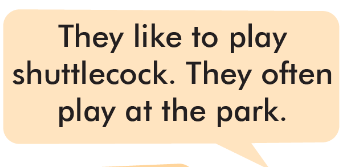 They like to play
shuttlecock. They often
play at the park.